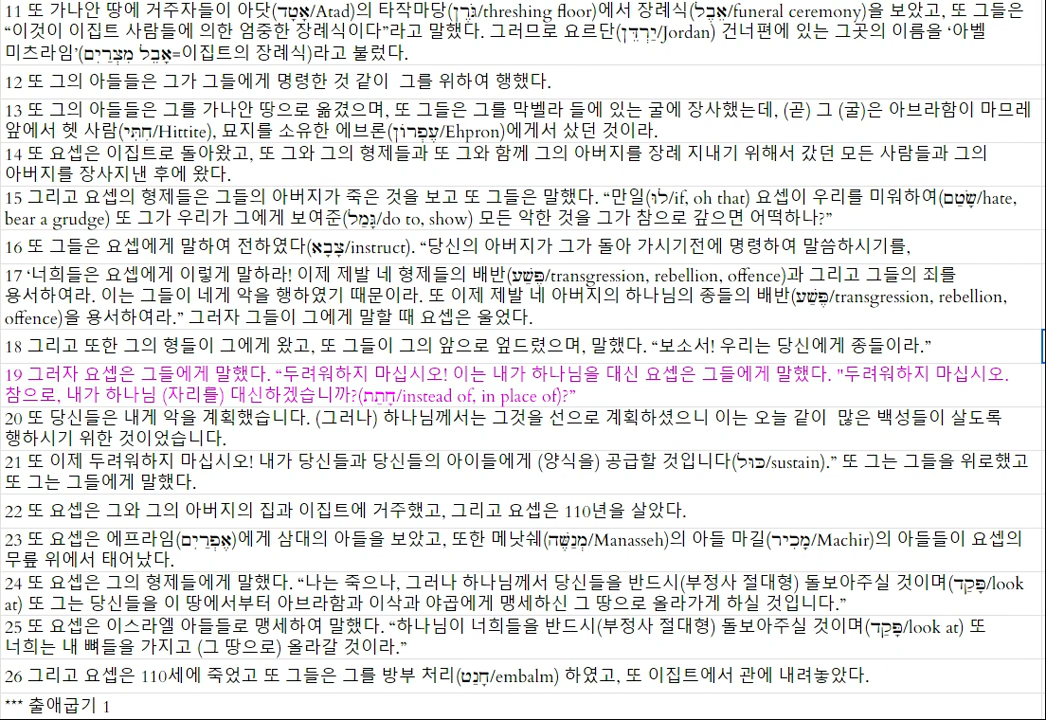 11 또 가나안 땅에 거주자들이 아닷(אָטָד/Atad)의 타작마당(גֹּרֶן/threshing floor)에서 장례식(אֵבֶל/funeral ceremony)을 보았고, 또 그들은
“이것이 이집트 사람들에 의한 엄중한 장례식이다”라고 말했다. 그러므로 요르단(יַרְדֵּן/Jordan) 건너편에 있는 그곳의 이름을 ‘아벨
미츠라임’(אָבֵל מִצְרַיִם=이집트의 장례식)라고 불렀다.
12 또 그의 아들들은 그가 그들에게 명령한 것 같이 그를 위하여 행했다.
13 또 그의 아들들은 그를 가나안 땅으로 옮겼으며, 또 그들은 그를 막벨라 들에 있는 굴에 장사했는데, (곧) 그 (굴)은 아브라함이 마므레
앞에서 헷 사람(חִתִּי/Hittite), 묘지를 소유한 에브론(עֶפְרוֹן/Ehpron)에게서 샀던 것이라.
14 또 요셉은 이집트로 돌아왔고, 또 그와 그의 형제들과 또 그와 함께 그의 아버지를 장례 지내기 위해서 갔던 모든 사람들과 그의
아버지를 장사지낸 후에 왔다.
15 그리고 요셉의 형제들은 그들의 아버지가 죽은 것을 보고 또 그들은 말했다. “만일(לוּ/if, oh that) 요셉이 우리를 미워하여(שָׂטַם/hate,
bear a grudge) 또 그가 우리가 그에게 보여준(גָּמַל/do to, show) 모든 악한 것을 그가 참으로 갚으면 어떡하나?”
16 또 그들은 요셉에게 말하여 전하였다(צָבָא/instruct). “당신의 아버지가 그가 돌아 가시기전에 명령하여 말씀하시기를,
17 ‘너희들은 요셉에게 이렇게 말하라! 이제 제발 네 형제들의 배반(פֶּשַׁע/transgression, rebellion, offence)과 그리고 그들의 죄를
용서하여라. 이는 그들이 네게 악을 행하였기 때문이라. 또 이제 제발 네 아버지의 하나님의 종들의 배반(פֶּשַׁע/transgression, rebellion,
offence)을 용서하여라.” 그러자 그들이 그에게 말할 때 요셉은 울었다.
18 그리고 또한 그의 형들이 그에게 왔고, 또 그들이 그의 앞으로 엎드렸으며, 말했다. “보소서! 우리는 당신에게 종들이라.”
19 그러자 요셉은 그들에게 말했다. “두려워하지 마십시오! 이는 내가 하나님을 대신 요셉은 그들에게 말했다. "두려워하지 마십시오.
참으로, 내가 하나님 (자리를) 대신하겠습니까?(חָתַת/instead of, in place of)?”
20 또 당신들은 내게 악을 계획했습니다. (그러나) 하나님께서는 그것을 선으로 계획하셨으니 이는 오늘 같이 많은 백성들이 살도록
행하시기 위한 것이었습니다.
21 또 이제 두려워하지 마십시오! 내가 당신들과 당신들의 아이들에게 (양식을) 공급할 것입니다(כּוּל/sustain).” 또 그는 그들을 위로했고
또 그는 그들에게 말했다.
22 또 요셉은 그와 그의 아버지의 집과 이집트에 거주했고, 그리고 요셉은 110년을 살았다.
23 또 요셉은 에프라임(אֶפְרַיִם)에게 삼대의 아들을 보았고, 또한 메낫쉐(מְנַשֶּׁה/Manasseh)의 아들 마길(מָכִיר/Machir)의 아들들이 요셉의
무릎 위에서 태어났다.
24 또 요셉은 그의 형제들에게 말했다. “나는 죽으나, 그러나 하나님께서 당신들을 반드시(부정사 절대형) 돌보아주실 것이며(פָּקַד/look
at) 또 그는 당신들을 이 땅에서부터 아브라함과 이삭과 야곱에게 맹세하신 그 땅으로 올라가게 하실 것입니다.”
25 또 요셉은 이스라엘 아들들로 맹세하여 말했다. “하나님이 너희들을 반드시(부정사 절대형) 돌보아주실 것이며(פָּקַד/look at) 또
너희는 내 뼈들을 가지고 (그 땅으로) 올라갈 것이라.”
26 그리고 요셉은 110세에 죽었고 또 그들은 그를 방부 처리(חָנַט/embalm) 하였고, 또 이집트에서 관에 내려놓았다.
*** 출애굽기 1